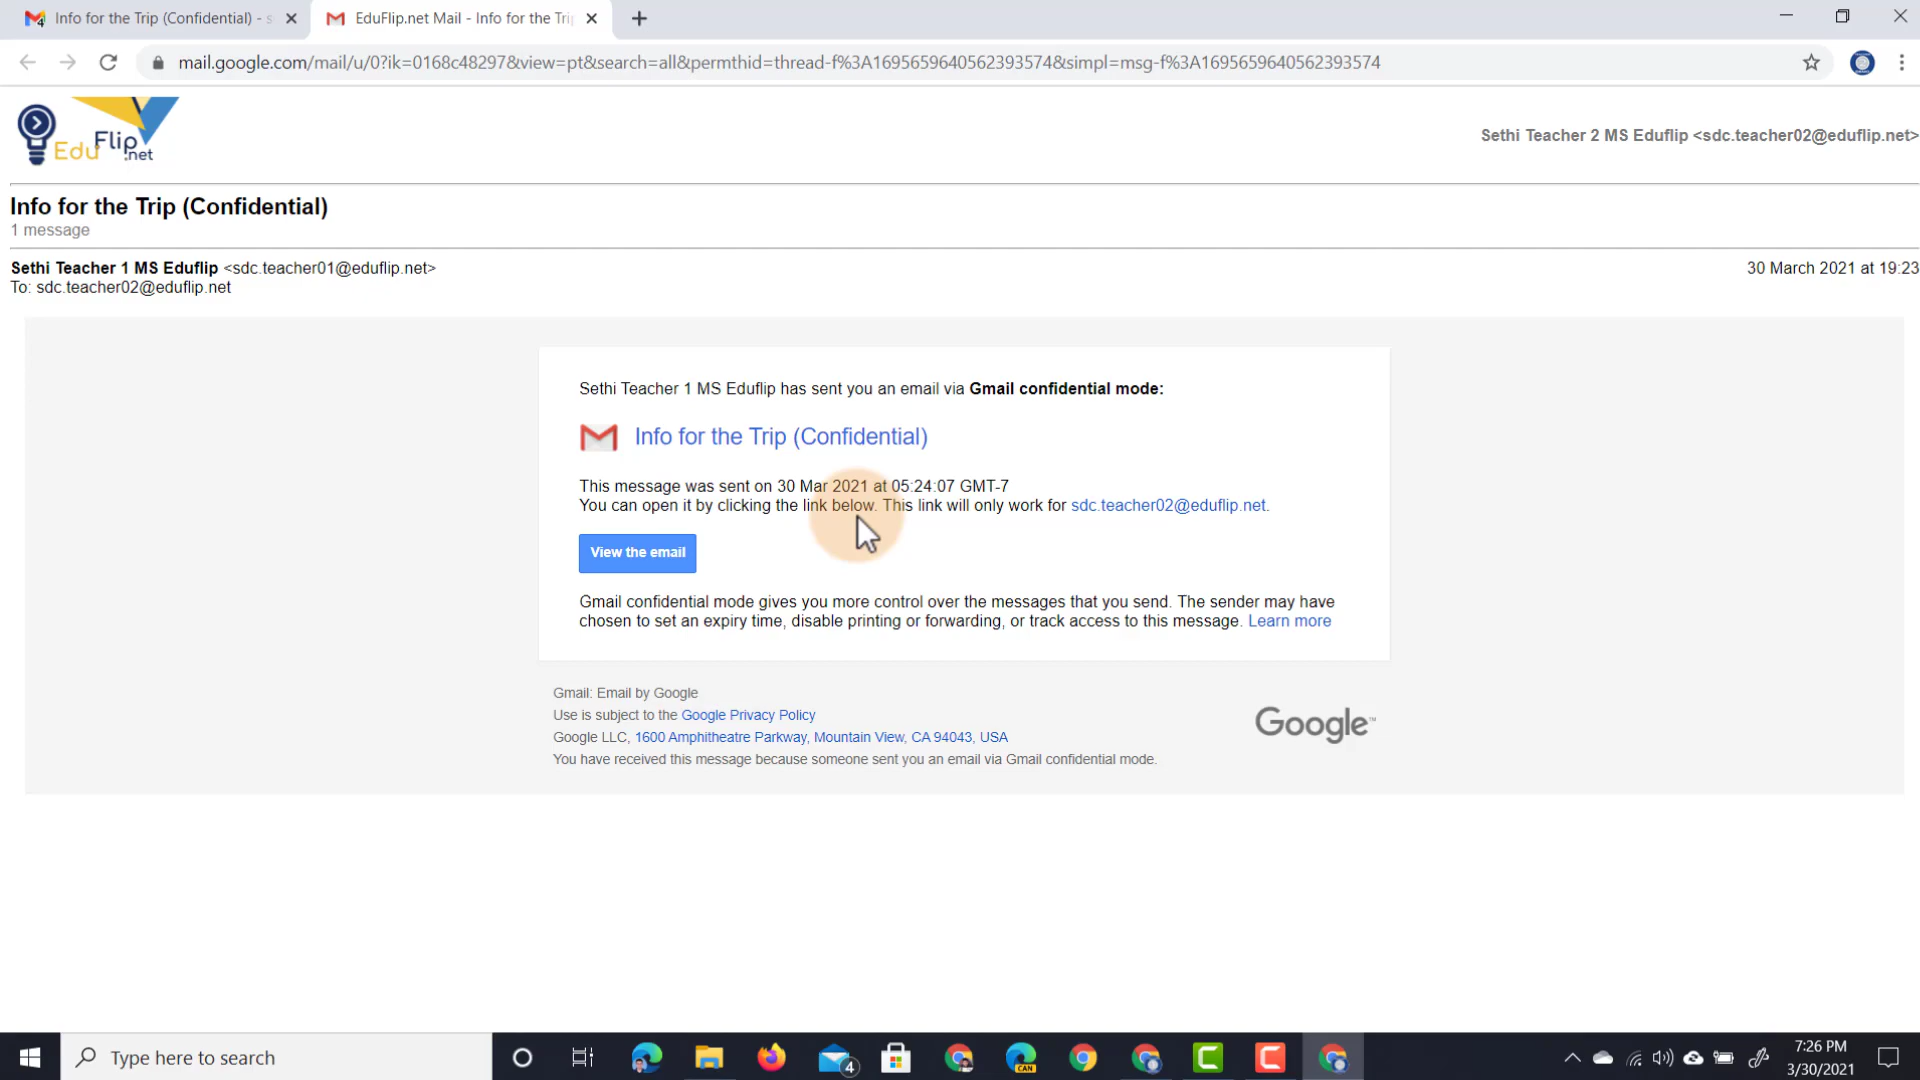 Info for the Trip (Confidential) - s
EduFlip.net Mail - Info for the Tri
mail.google.com/mail/u/0?ik=0168c48297&view=pt&search=all&permthid=thread-f%3A1695659640562393574&simpl=msg-f%3A1695659640562393574
EduFlip.net
Sethi Teacher 2 MS Eduflip <sdc.teacher02@eduflip.net>
Info for the Trip (Confidential)
1 message
Sethi Teacher 1 MS Eduflip <sdc.teacher01@eduflip.net>
30 March 2021 at 19:23
To: sdc.teacher02@eduflip.net
Sethi Teacher 1 MS Eduflip has sent you an email via Gmail confidential mode:
Info for the Trip (Confidential)
This message was sent on 30 Mar 2021 at 05:24:07 GMT-7
You can open it by clicking the link below. This link will only work for sdc.teacher02@eduflip.net.
View the email
Gmail confidential mode gives you more control over the messages that you send. The sender may have
chosen to set an expiry time, disable printing or forwarding, or track access to this message. Learn more
Gmail: Email by Google
Use is subject to the Google Privacy Policy
Google LLC, 1600 Amphitheatre Parkway, Mountain View, CA 94043, USA
You have received this message because someone sent you an email via Gmail confidential mode.
Google™
Type here to search
4
CAN
7:26 PM
3/30/2021